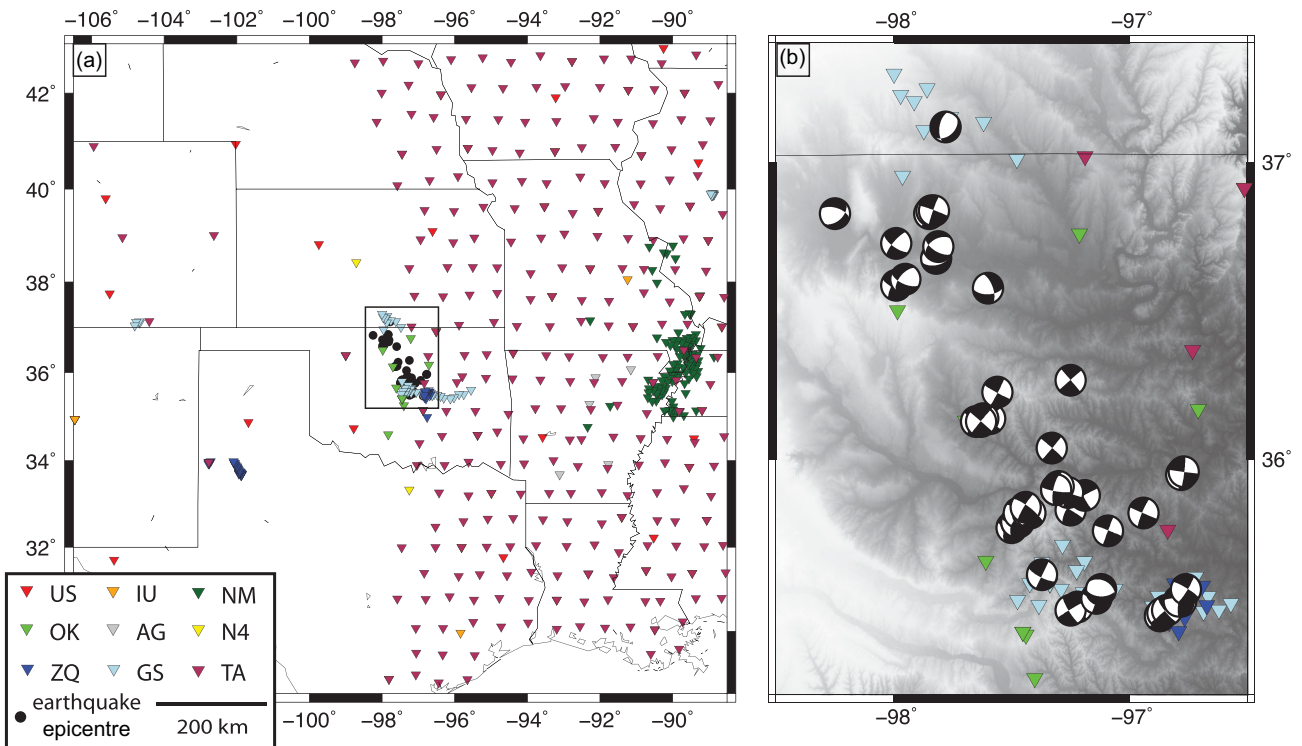 −106° −104° −102° −100° −98° −96° −94° −92° −90°
(a)
42°
40°
38°
36°
34°
32°
−100° −98° −96° −94° −92° −90°
US IU NM
OK AG N4
ZQ GS TA
earthquake
epicentre
200 km
−98° −97°
(b)
37°
36°
−98° −97°